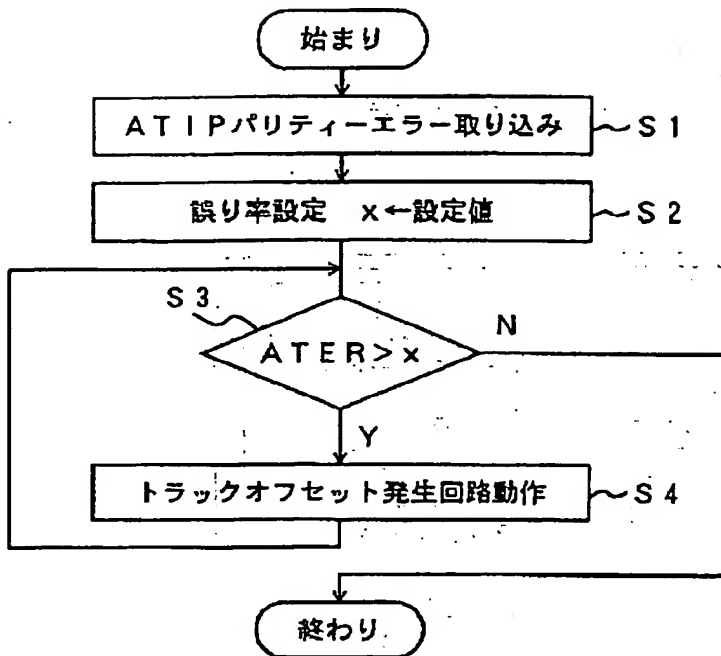 始まり
ATIPパリティーエラー取り込み
S1
誤り率設定 x←設定値
S2
S3
N
ATER>x
Y
トラックオフセット発生回路動作
S4
終わり